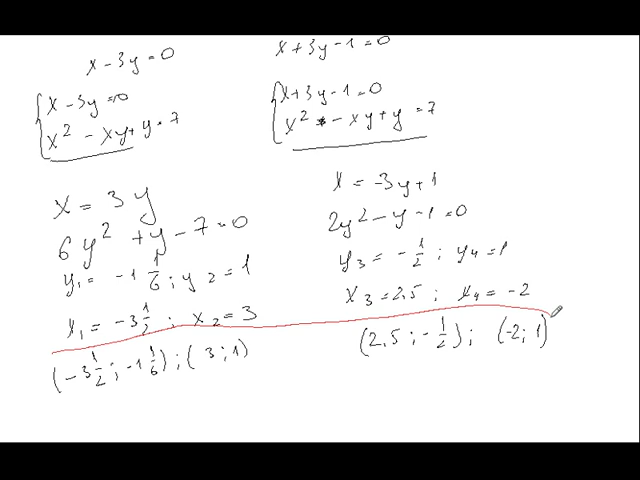 x - 3y = 0
{ x - 3y = 0
x² - xy + y = 7
x = 3y
6y² + y - 7 = 0
y₁ = -1 1/6 ; y₂ = 1
x₁ = -3 1/2 ; x₂ = 3
(-3 1/2 ; -1 1/6) ; (3 ; 1)
x + 3y - 1 = 0
{ x + 3y - 1 = 0
x² - xy + y = 7
x = -3y + 1
2y² - y - 1 = 0
y₃ = -1/2 ; y₄ = 1
x₃ = 2,5 ; x₄ = -2
(2,5 ; -1/2) ; (-2 ; 1)